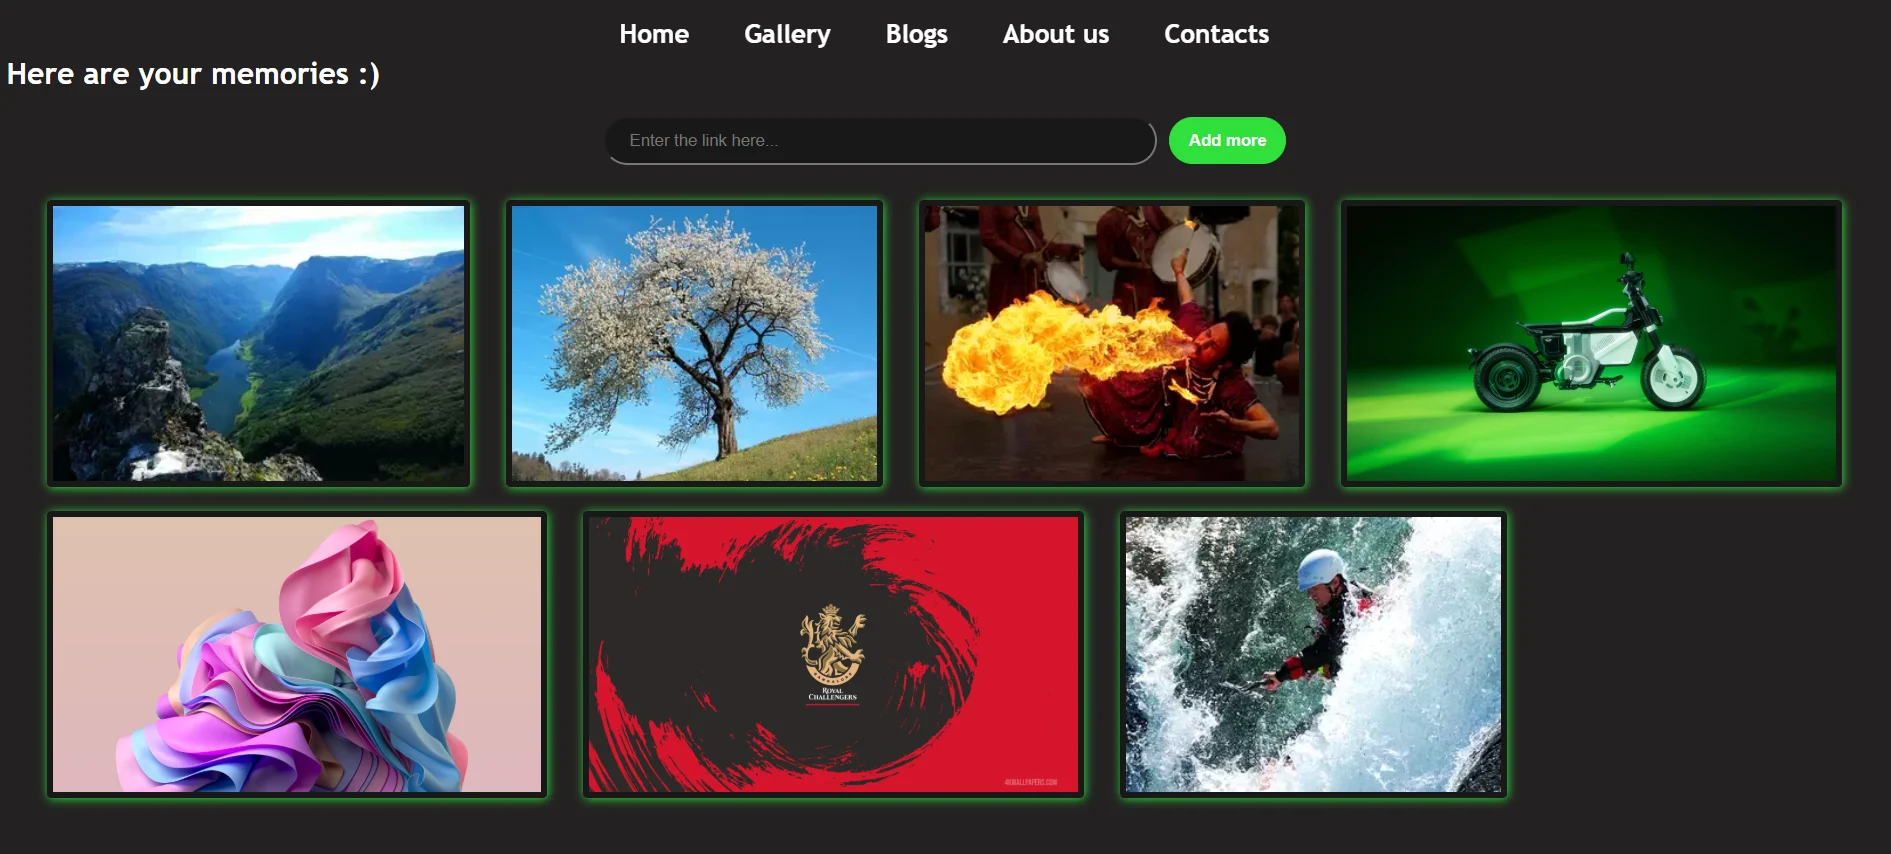 Home Gallery Blogs About us Contacts
Here are your memories :)
Enter the link here...
Add more
BANGALORE
ROYAL
CHALLENGERS
4KWALLPAPERS.COM